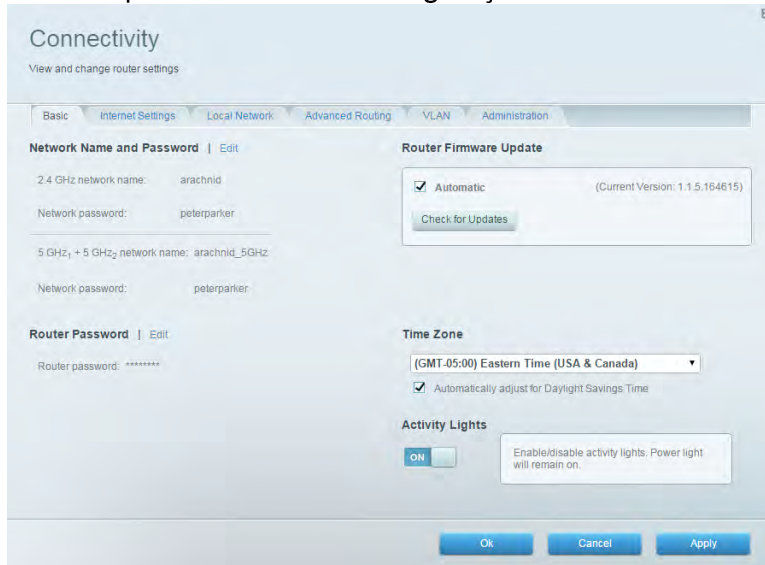 Connectivity
View and change router settings
Basic Internet Settings Local Network Advanced Routing VLAN Administration
Network Name and Password | Edit
2.4 GHz network name: arachnid
Network password: peterparker
5 GHz1 + 5 GHz2 network name: arachnid_5GHz
Network password: peterparker
Router Password | Edit
Router password: ********
Router Firmware Update
Automatic (Current Version: 1.1.5.164615)
Check for Updates
Time Zone
(GMT-05:00) Eastern Time (USA & Canada)
Automatically adjust for Daylight Savings Time
Activity Lights
ON
Enable/disable activity lights. Power light
will remain on.
Ok Cancel Apply